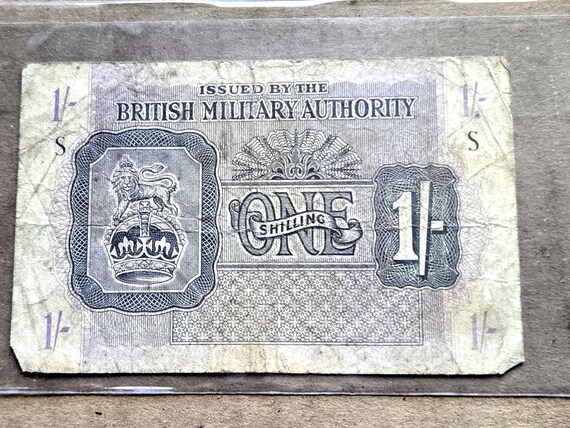 ISSUED BY THE
1/- BRITISH MILITARY AUTHORITY 1/-
S S
ONE
SHILLING
1/
1/- 1/-